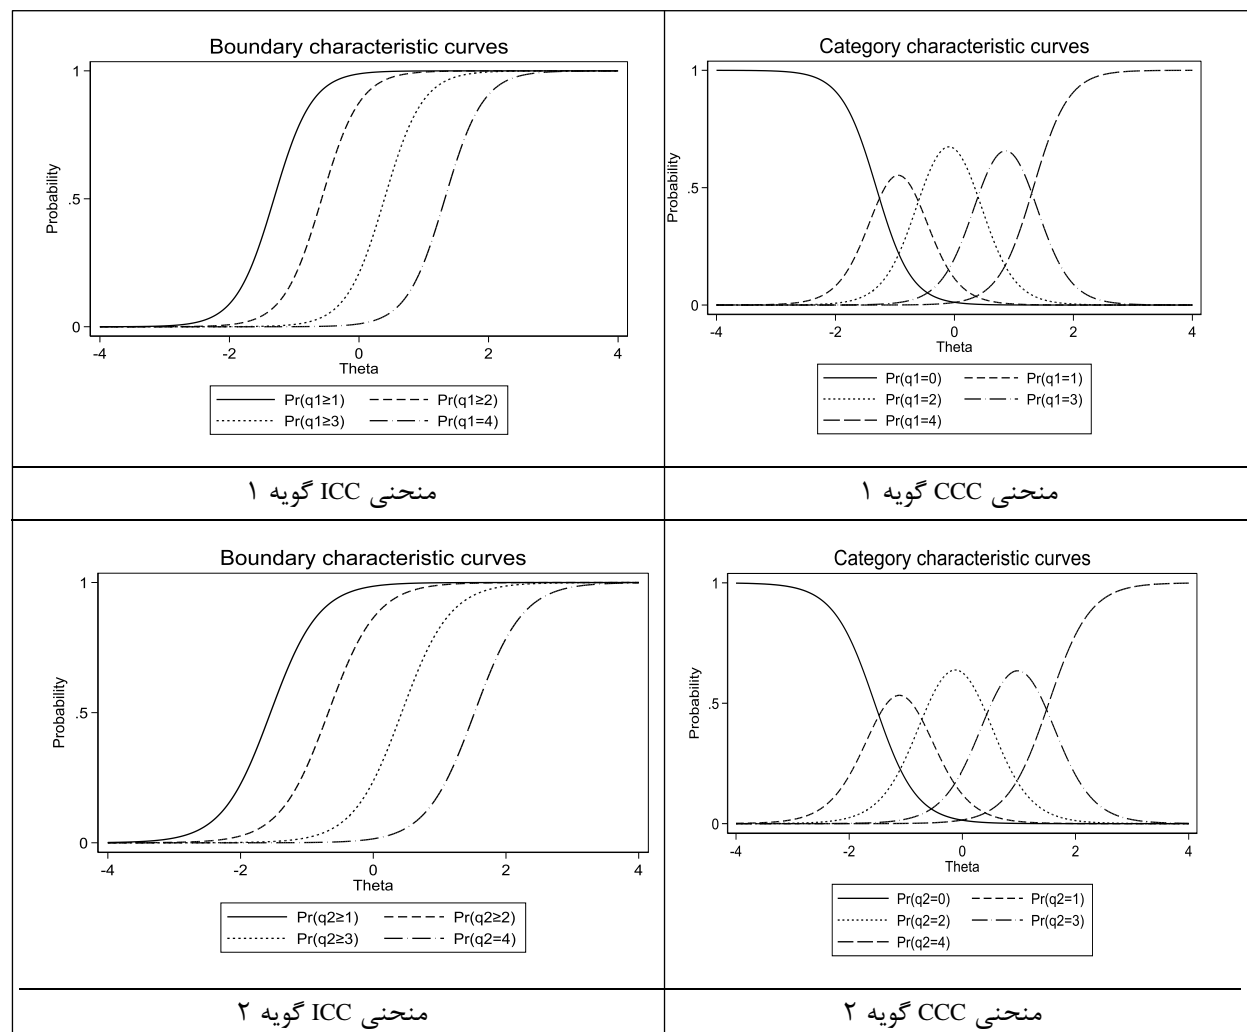 Boundary characteristic curves
1
.5
0
Probability
-4 -2 0 2 4
Theta
Pr(q1≥1) Pr(q1≥2)
Pr(q1≥3) Pr(q1=4)
Category characteristic curves
1
.5
0
Probability
-4 -2 0 2 4
Theta
Pr(q1=0) Pr(q1=1)
Pr(q1=2) Pr(q1=3)
Pr(q1=4)
منحنی ICC گویه ۱
منحنی CCC گویه ۱
Boundary characteristic curves
1
.5
0
Probability
-4 -2 0 2 4
Theta
Pr(q2≥1) Pr(q2≥2)
Pr(q2≥3) Pr(q2=4)
Category characteristic curves
1
.5
0
Probability
-4 -2 0 2 4
Theta
Pr(q2=0) Pr(q2=1)
Pr(q2=2) Pr(q2=3)
Pr(q2=4)
منحنی ICC گویه ۲
منحنی CCC گویه ۲